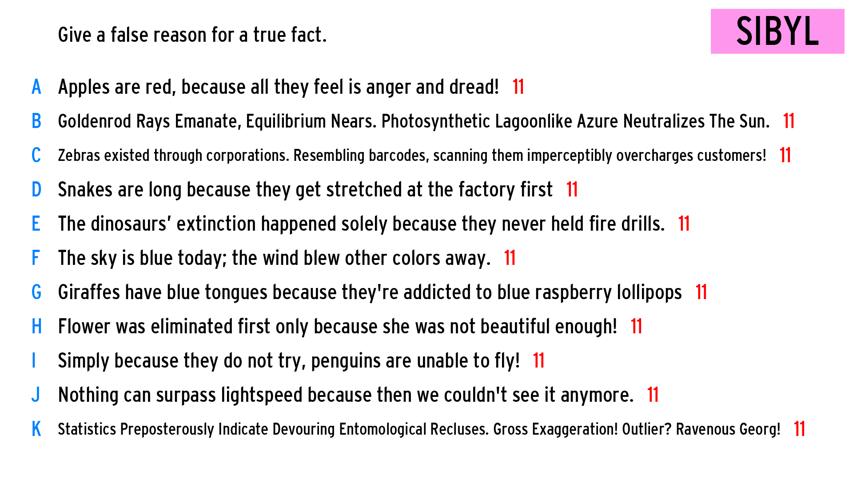 Give a false reason for a true fact.
SIBYL
A Apples are red, because all they feel is anger and dread! 11
B Goldenrod Rays Emanate, Equilibrium Nears. Photosynthetic Lagoonlike Azure Neutralizes The Sun. 11
C Zebras existed through corporations. Resembling barcodes, scanning them imperceptibly overcharges customers! 11
D Snakes are long because they get stretched at the factory first 11
E The dinosaurs’ extinction happened solely because they never held fire drills. 11
F The sky is blue today; the wind blew other colors away. 11
G Giraffes have blue tongues because they're addicted to blue raspberry lollipops 11
H Flower was eliminated first only because she was not beautiful enough! 11
I Simply because they do not try, penguins are unable to fly! 11
J Nothing can surpass lightspeed because then we couldn't see it anymore. 11
K Statistics Preposterously Indicate Devouring Entomological Recluses. Gross Exaggeration! Outlier? Ravenous Georg! 11